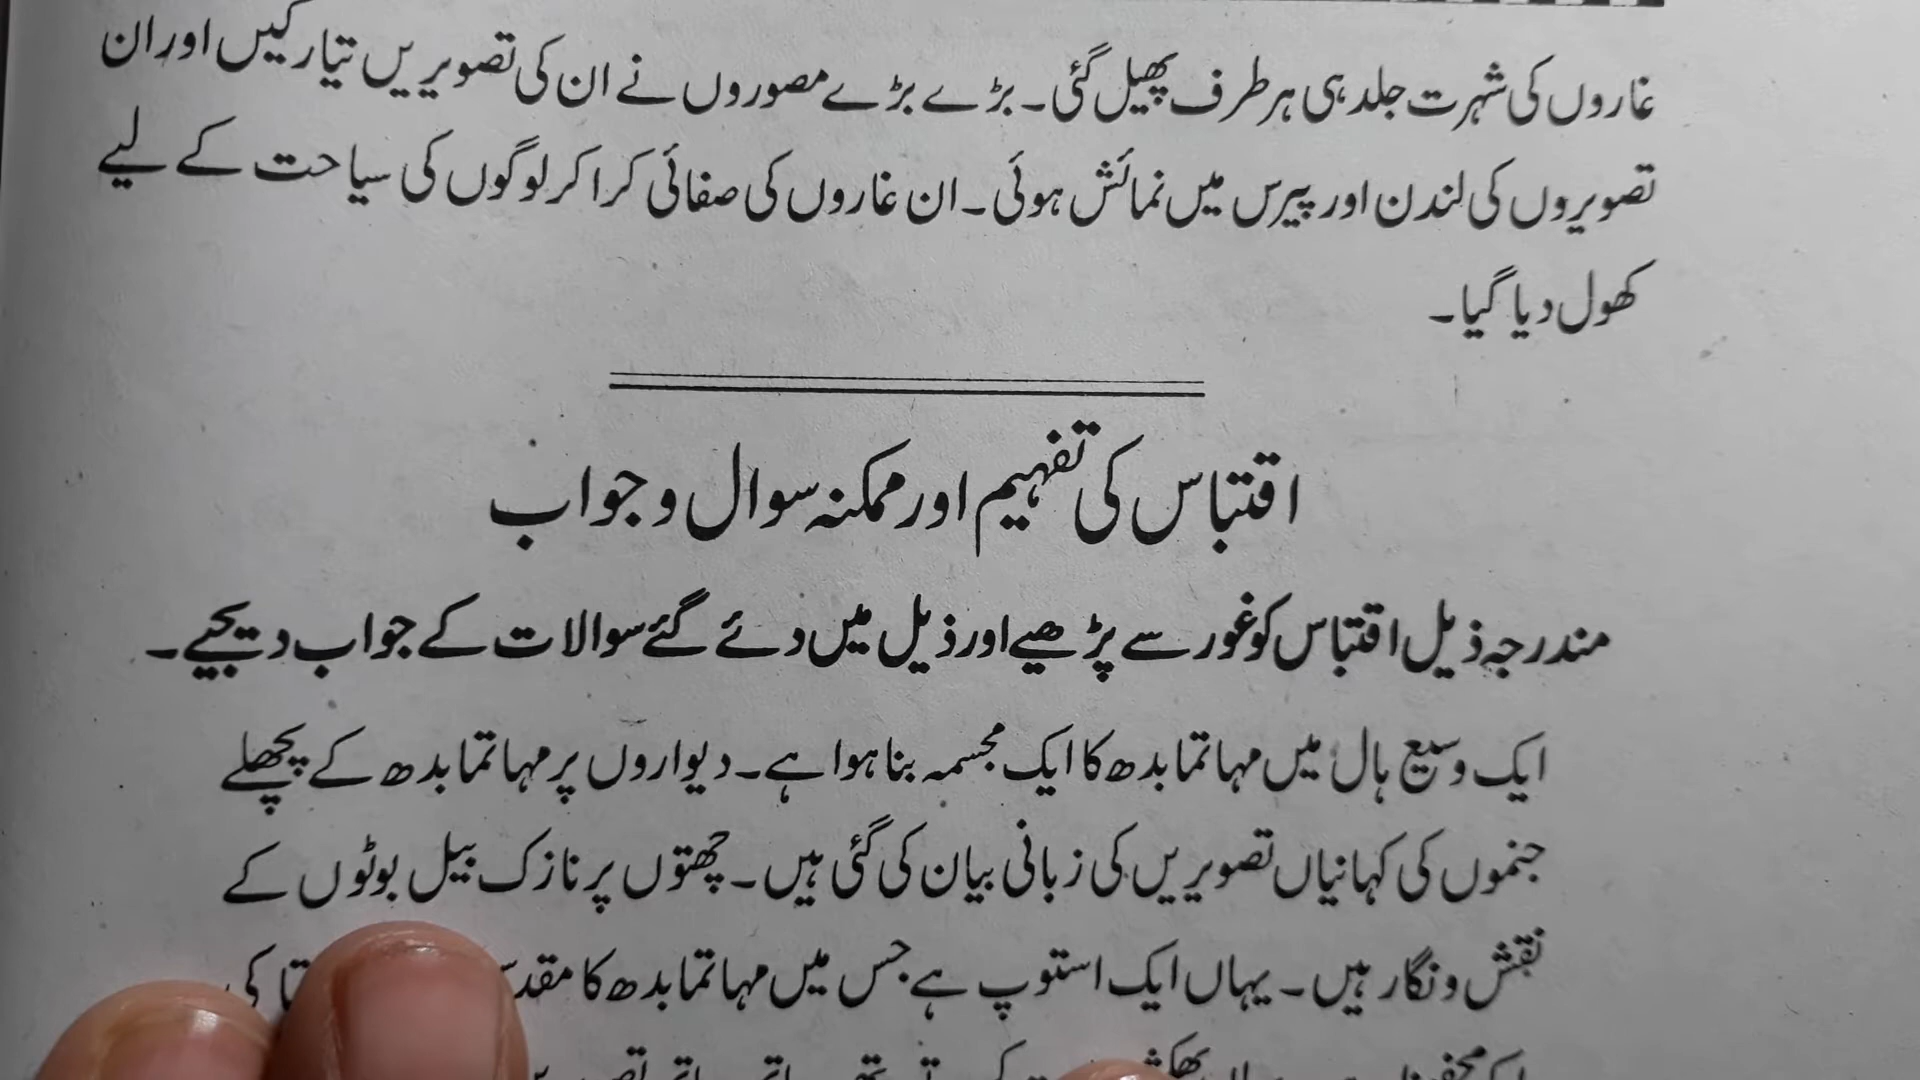 غاروں کی شہرت جلد ہی ہر طرف پھیل گئی۔ بڑے بڑے مصوروں نے ان کی تصویریں تیار کیں اور ان
تصویروں کی لندن اور پیرس میں نمائش ہوئی۔ ان غاروں کی صفائی کرا کر لوگوں کی سیاحت کے لیے
کھول دیا گیا۔
اقتباس کی تفہیم اور ممکنہ سوال و جواب
مندرجہ ذیل اقتباس کو غور سے پڑھیے اور ذیل میں دئے گئے سوالات کے جواب دیجیے۔
ایک وسیع ہال میں مہاتما بدھ کا ایک مجسمہ بنا ہوا ہے۔ دیواروں پر مہاتما بدھ کے پچھلے
جنموں کی کہانیاں تصویریں کی زبانی بیان کی گئی ہیں۔ چھتوں پر نازک بیل بوٹوں کے
نقش و نگار ہیں۔ یہاں ایک استوپ ہے جس میں مہاتما بدھ کا کی